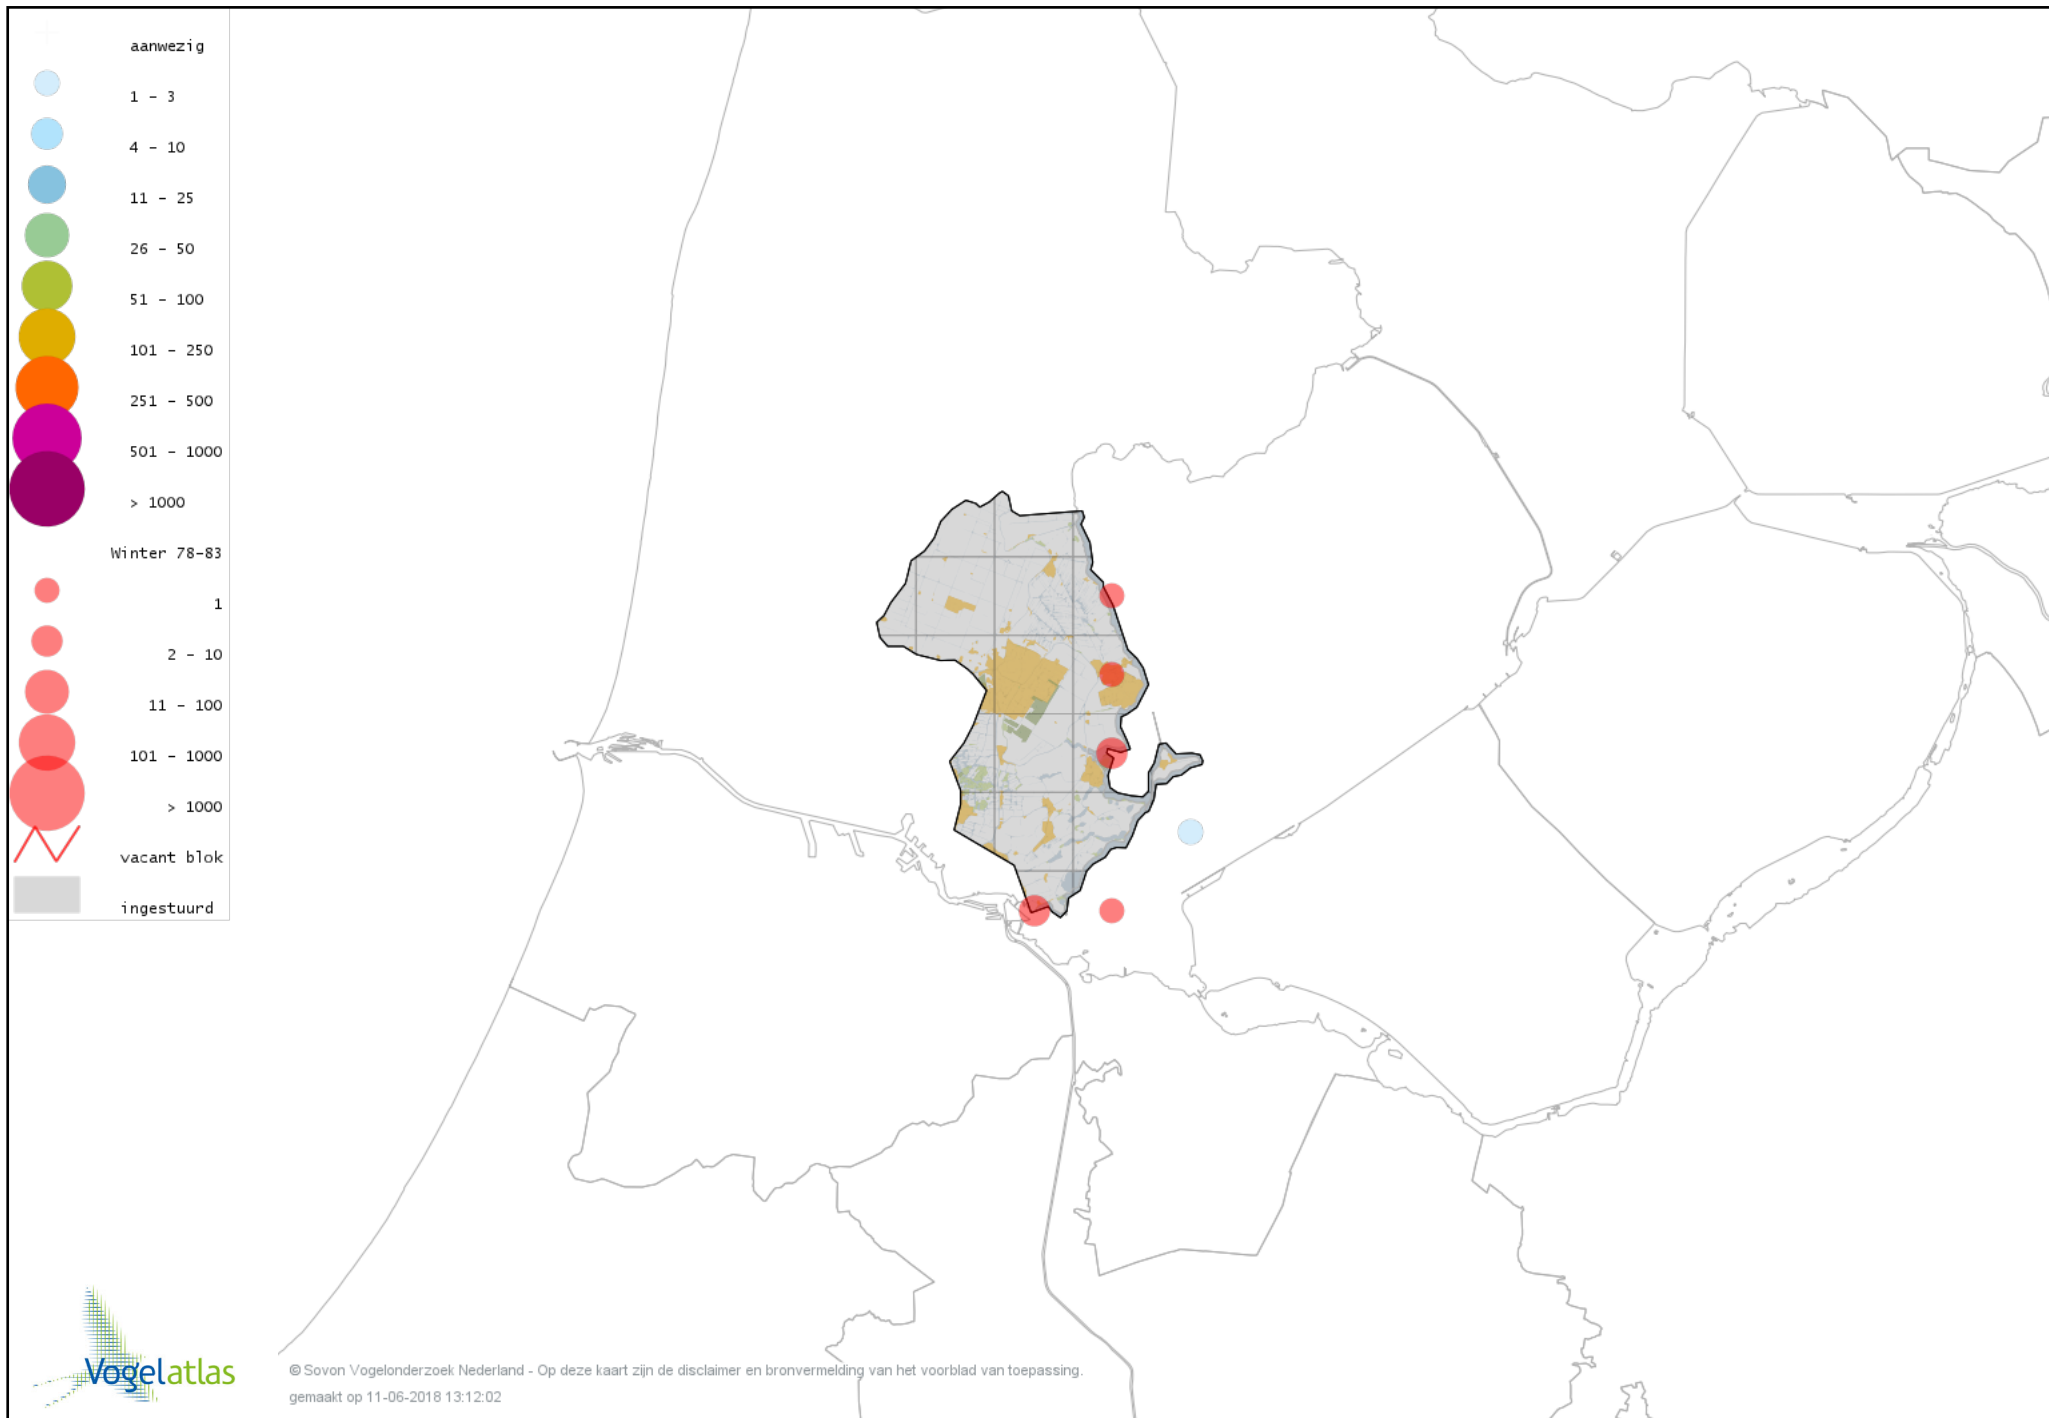 aanwezig
1 - 3
4 - 10
11 - 25
26 - 50
51 - 100
101 - 250
251 - 500
501 - 1000
> 1000
Winter 78-83
1
2 - 10
11 - 100
101 - 1000
> 1000
vacant blok
ingestuurd
Vogelatlas
© Sovon Vogelonderzoek Nederland - Op deze kaart zijn de disclaimer en bronvermelding van het voorblad van toepassing.
gemaakt op 11-06-2018 13:12:02